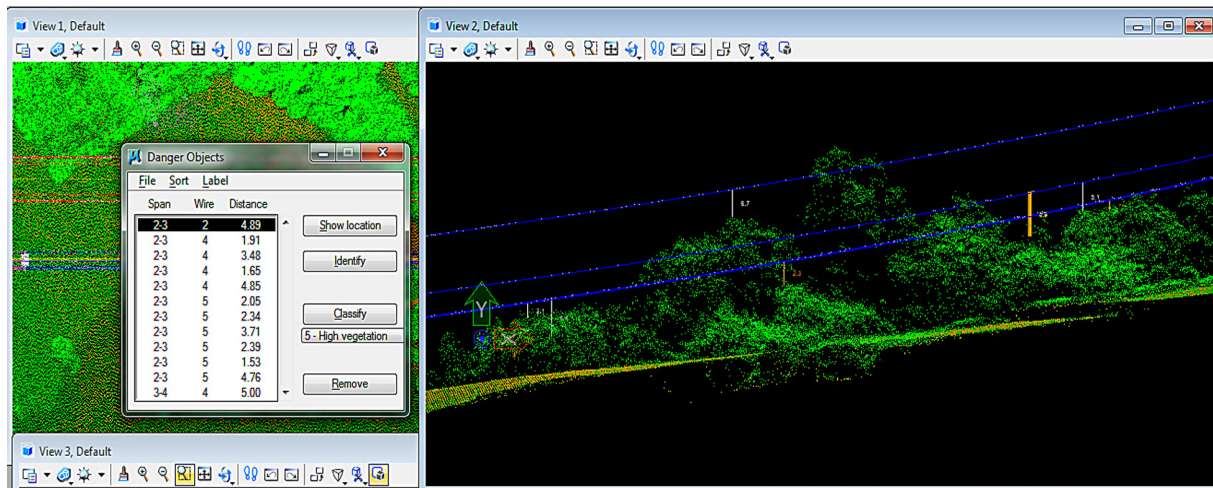 View 1, Default
View 2, Default
Danger Objects
File Sort Label
Span Wire Distance
2-3 2 4.89
2-3 4 1.91
2-3 4 3.48
2-3 4 1.65
2-3 4 4.85
2-3 5 2.05
2-3 5 2.34
2-3 5 3.71
2-3 5 2.39
2-3 5 1.53
2-3 5 4.76
3-4 4 5.00
Show location
Identify
Classify
5 - High vegetation
Remove
Y
X
View 3, Default